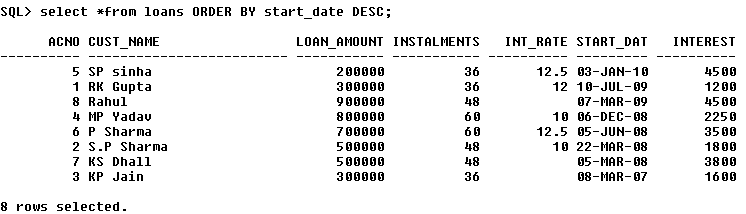 SQL> select *from loans ORDER BY start_date DESC;
ACNO CUST_NAME LOAN_AMOUNT INSTALMENTS INT_RATE START_DAT INTEREST
---------- -------------------- ----------- ----------- ---------- --------- ----------
5 SP sinha 200000 36 12.5 03-JAN-10 4500
1 RK Gupta 300000 36 12 10-JUL-09 1200
8 Rahul 900000 48 07-MAR-09 4500
4 MP Yadav 800000 60 10 06-DEC-08 2250
6 P Sharma 700000 60 12.5 05-JUN-08 3500
2 S.P Sharma 500000 48 10 22-MAR-08 1800
7 KS Dhall 500000 48 05-MAR-08 3800
3 KP Jain 300000 36 08-MAR-07 1600
8 rows selected.